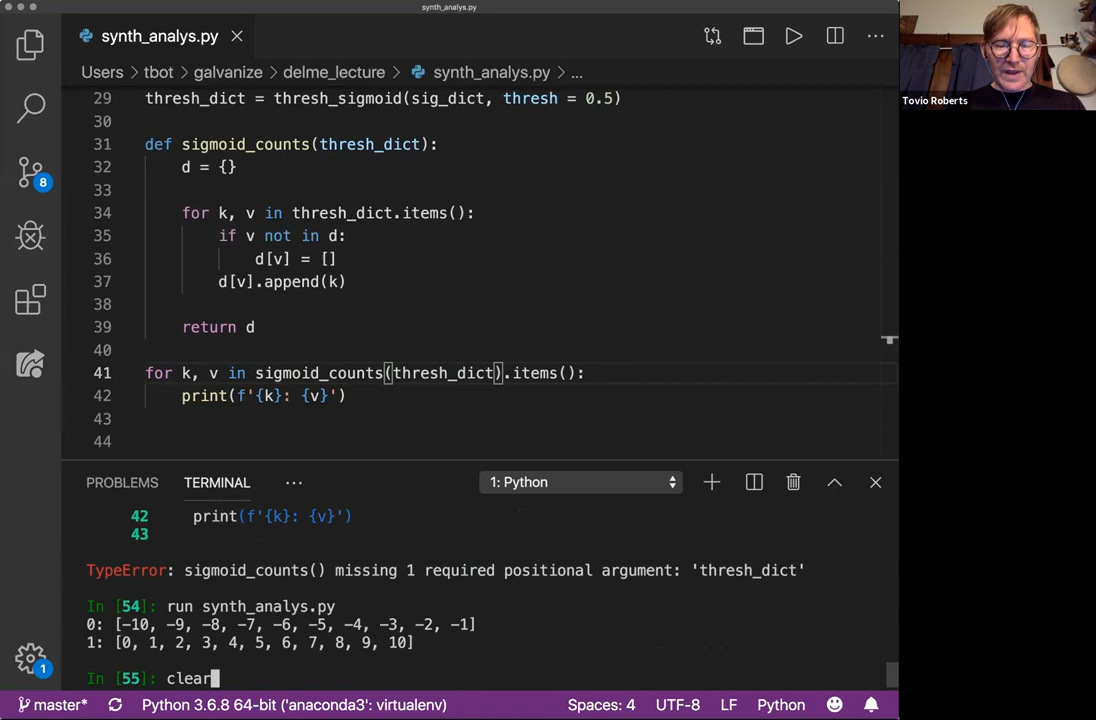 synth_analys.py
synth_analys.py
Users > tbot > galvanize > delme_lecture > synth_analys.py > ...
29 thresh_dict = thresh_sigmoid(sig_dict, thresh = 0.5)
30
31 def sigmoid_counts(thresh_dict):
32 d = {}
33
34 for k, v in thresh_dict.items():
35 if v not in d:
36 d[v] = []
37 d[v].append(k)
38
39 return d
40
41 for k, v in sigmoid_counts(thresh_dict).items():
42 print(f'{k}: {v}')
43
44
8
1
PROBLEMS TERMINAL ... 1: Python
42 print(f'{k}: {v}')
43
TypeError: sigmoid_counts() missing 1 required positional argument: 'thresh_dict'
In [54]: run synth_analys.py
0: [-10, -9, -8, -7, -6, -5, -4, -3, -2, -1]
1: [0, 1, 2, 3, 4, 5, 6, 7, 8, 9, 10]
In [55]: clear
master* Python 3.6.8 64-bit ('anaconda3': virtualenv) Spaces: 4 UTF-8 LF Python
Tovio Roberts